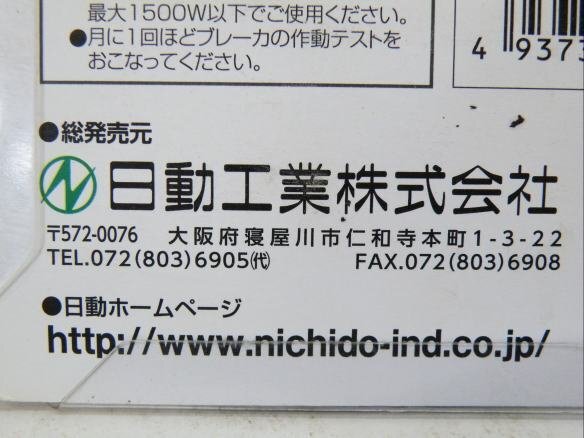 最大1500W以下でご使用ください。
●月に1回ほどブレーカの作動テストを
おこなってください。
4 9373
●総発売元
日動工業株式会社
〒572-0076 大阪府寝屋川市仁和寺本町1-3-22
TEL.072(803)6905㈹ FAX.072(803)6908
●日動ホームページ
http://www.nichido-ind.co.jp/